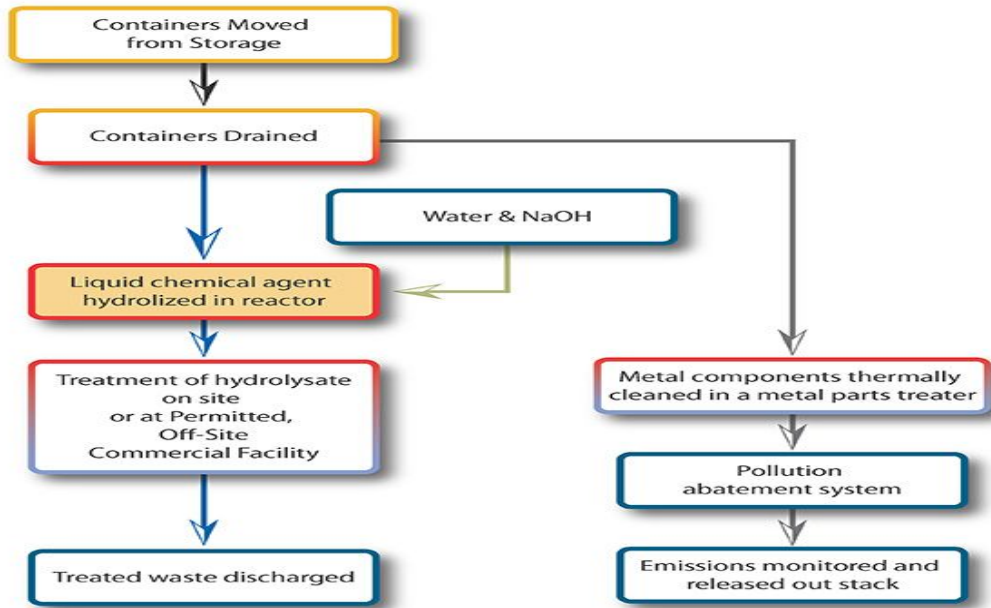 Containers Moved
from Storage
Containers Drained
Water & NaOH
Liquid chemical agent
hydrolized in reactor
Treatment of hydrolysate
on site
or at Permitted,
Off-Site
Commercial Facility
Treated waste discharged
Metal components thermally
cleaned in a metal parts treater
Pollution
abatement system
Emissions monitored and
released out stack